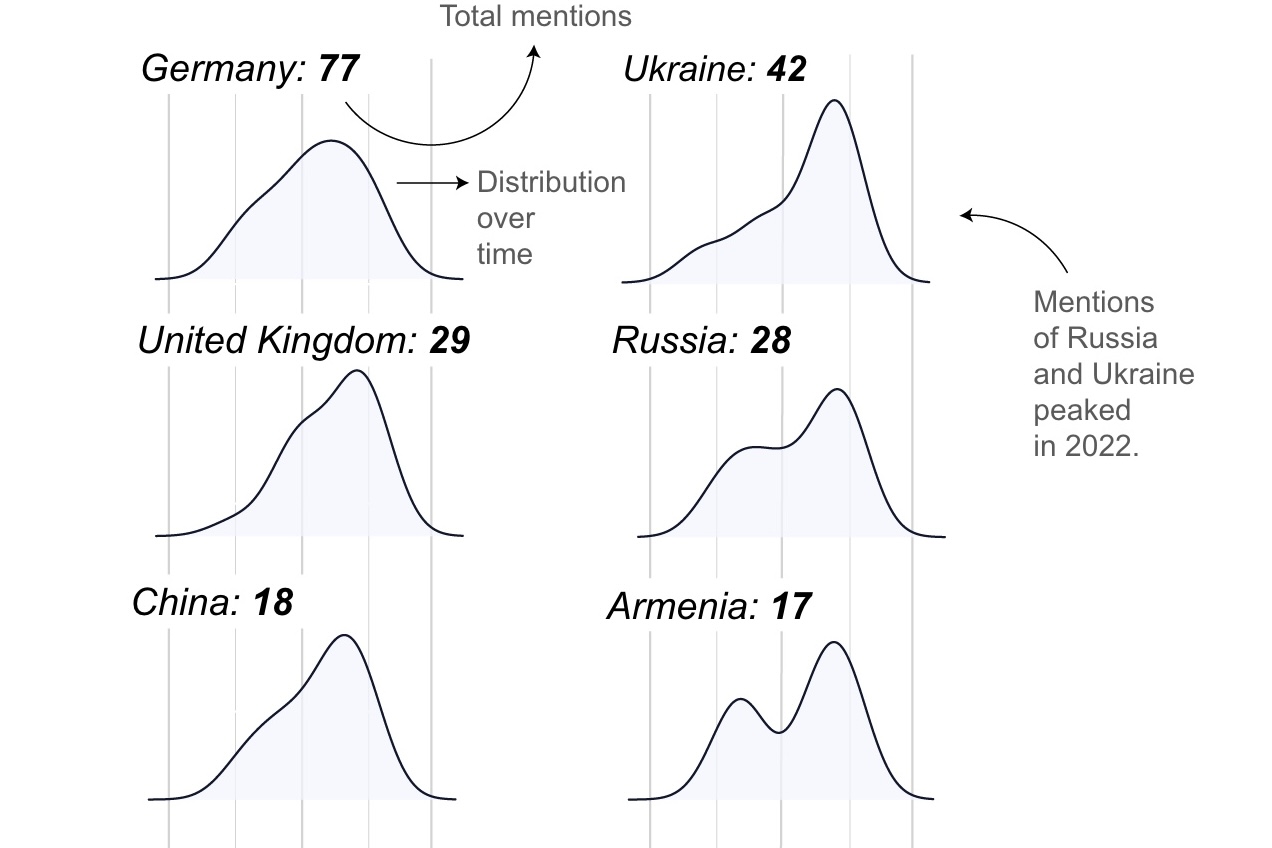 Total mentions
Germany: 77
Ukraine: 42
Distribution
over
time
United Kingdom: 29
Russia: 28
Mentions
of Russia
and Ukraine
peaked
in 2022.
China: 18
Armenia: 17